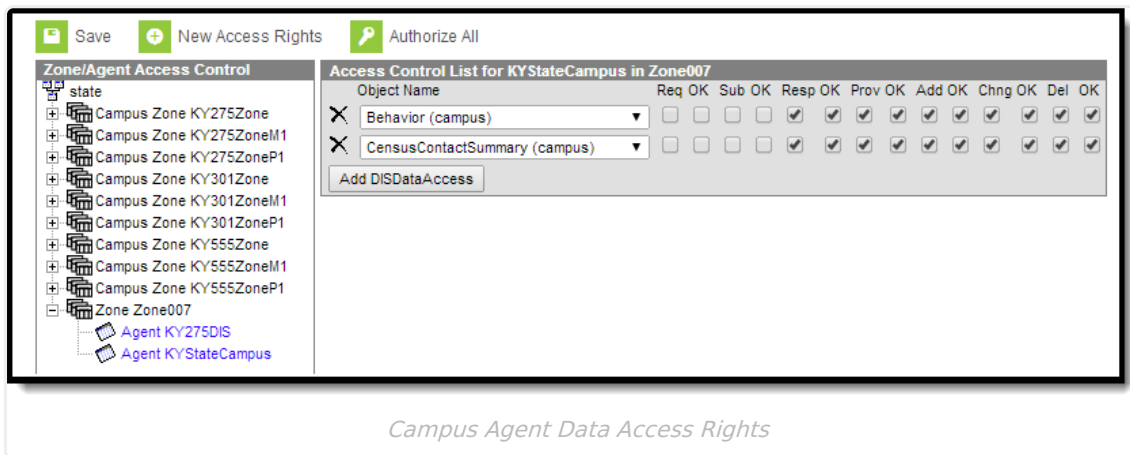 Save New Access Rights Authorize All
Zone/Agent Access Control
state
Campus Zone KY275Zone
Campus Zone KY275ZoneM1
Campus Zone KY275ZoneP1
Campus Zone KY301Zone
Campus Zone KY301ZoneM1
Campus Zone KY301ZoneP1
Campus Zone KY555Zone
Campus Zone KY555ZoneM1
Campus Zone KY555ZoneP1
Zone Zone007
Agent KY275DIS
Agent KYStateCampus
Access Control List for KYStateCampus in Zone007
Object Name Req OK Sub OK Resp OK Prov OK Add OK Chng OK Del OK
Behavior (campus)
CensusContactSummary (campus)
Add DISDataAccess
Campus Agent Data Access Rights